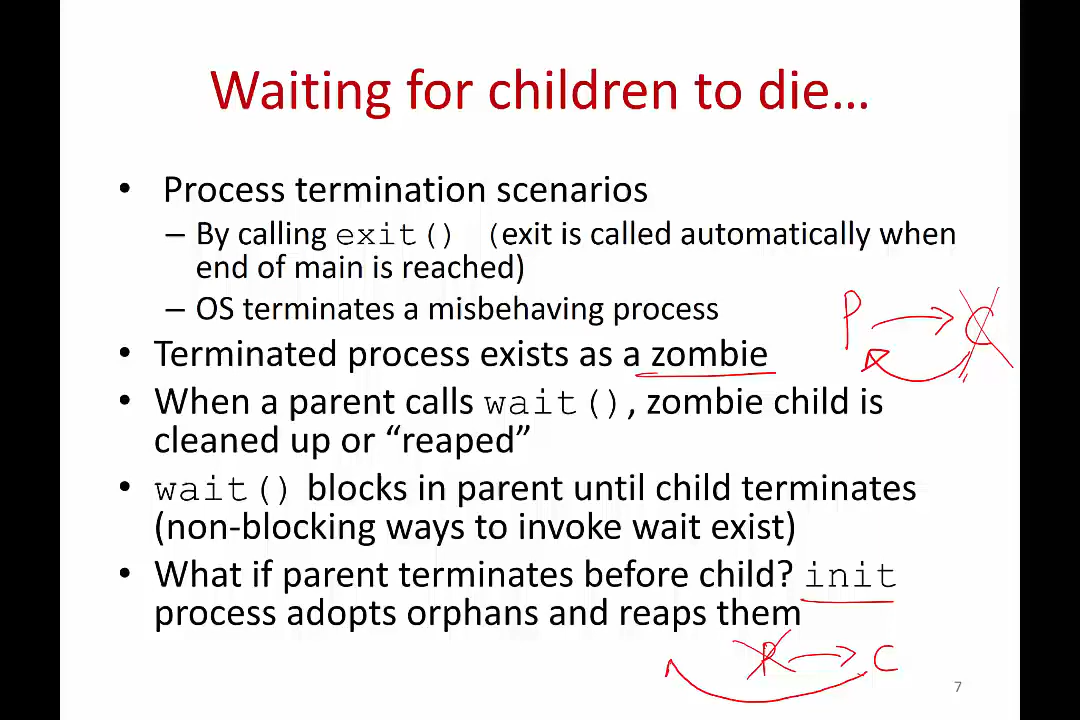 Waiting for children to die…
• Process termination scenarios
– By calling exit() (exit is called automatically when
end of main is reached)
– OS terminates a misbehaving process
P C
• Terminated process exists as a zombie
• When a parent calls wait(), zombie child is
cleaned up or “reaped”
• wait() blocks in parent until child terminates
(non-blocking ways to invoke wait exist)
• What if parent terminates before child? init
process adopts orphans and reaps them
P C
7